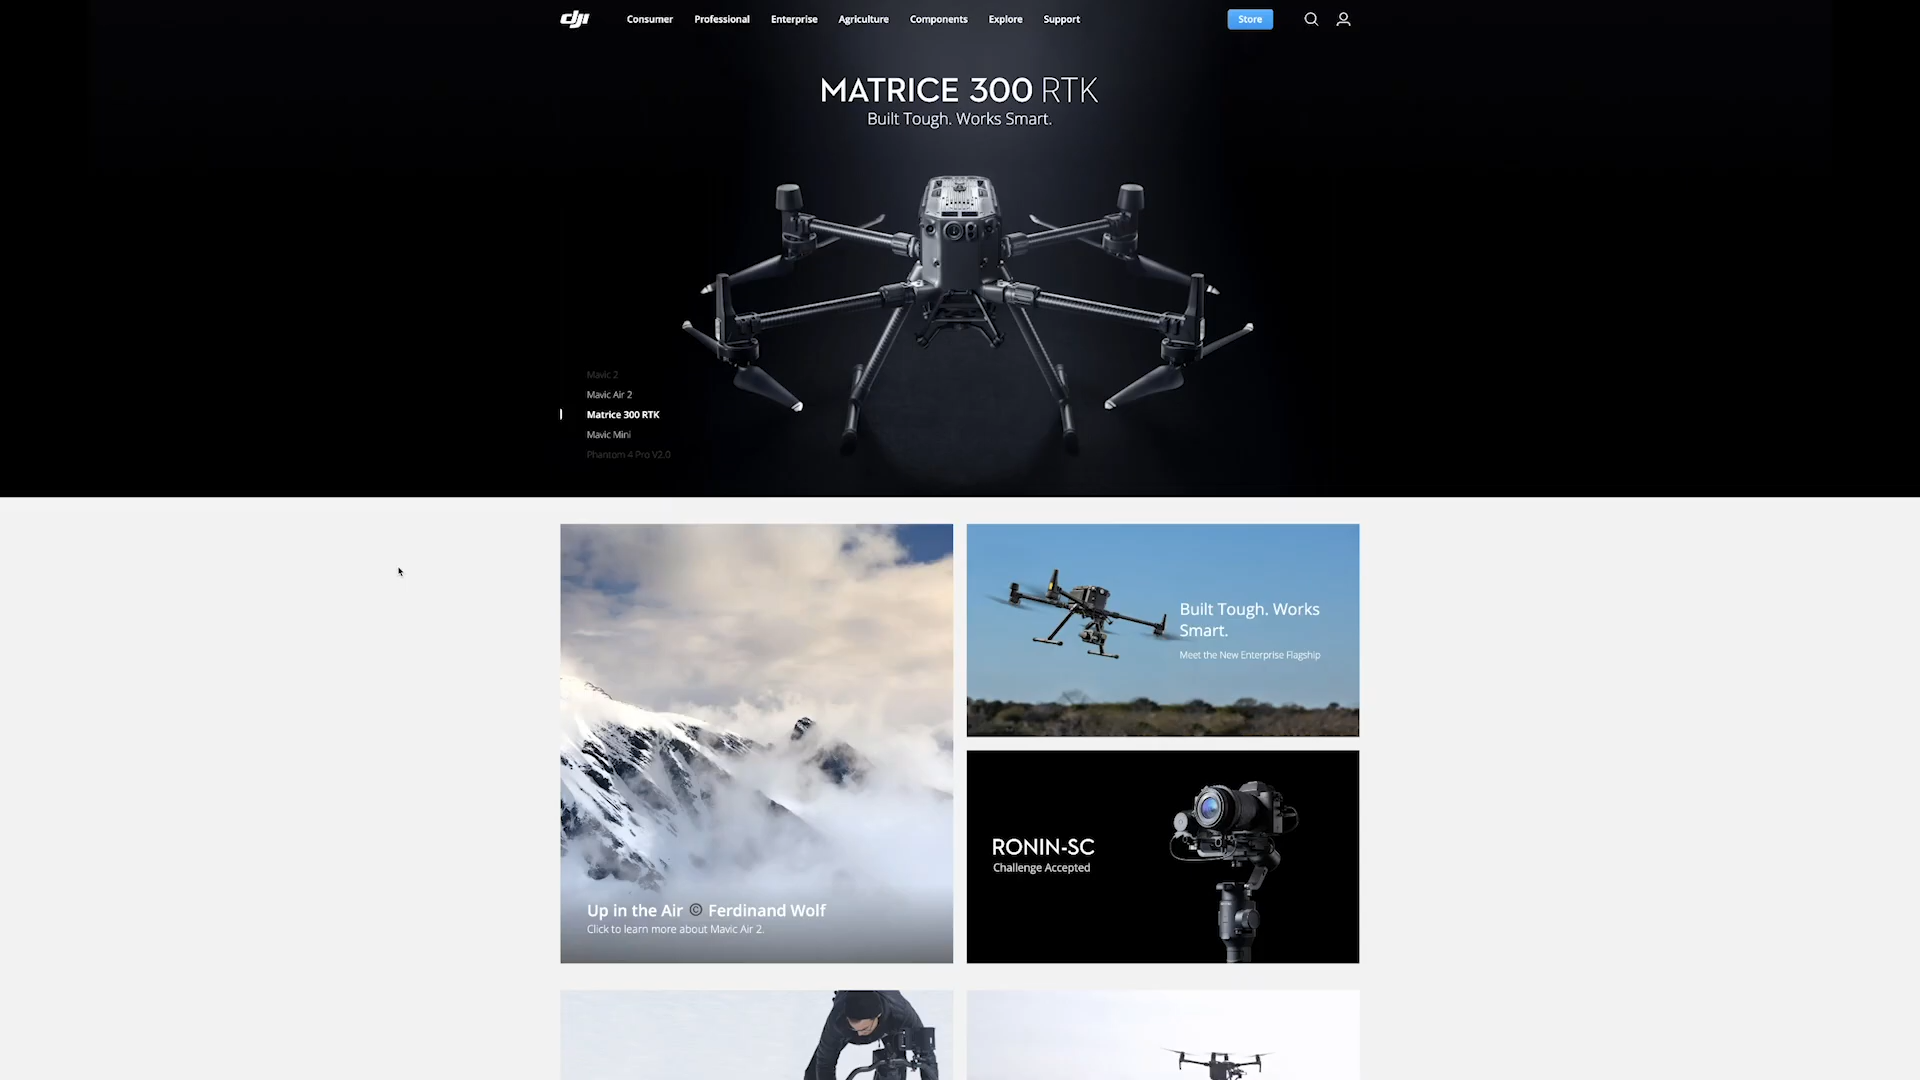 dji
Consumer
Professional
Enterprise
Agriculture
Components
Explore
Support
Store
MATRICE 300 RTK
Built Tough. Works Smart.
Mavic 2
Mavic Air 2
Matrice 300 RTK
Mavic Mini
Phantom 4 Pro V2.0
Built Tough. Works
Smart.
Meet the New Enterprise Flagship
RONIN-SC
Challenge Accepted
Up in the Air © Ferdinand Wolf
Click to learn more about Mavic Air 2.